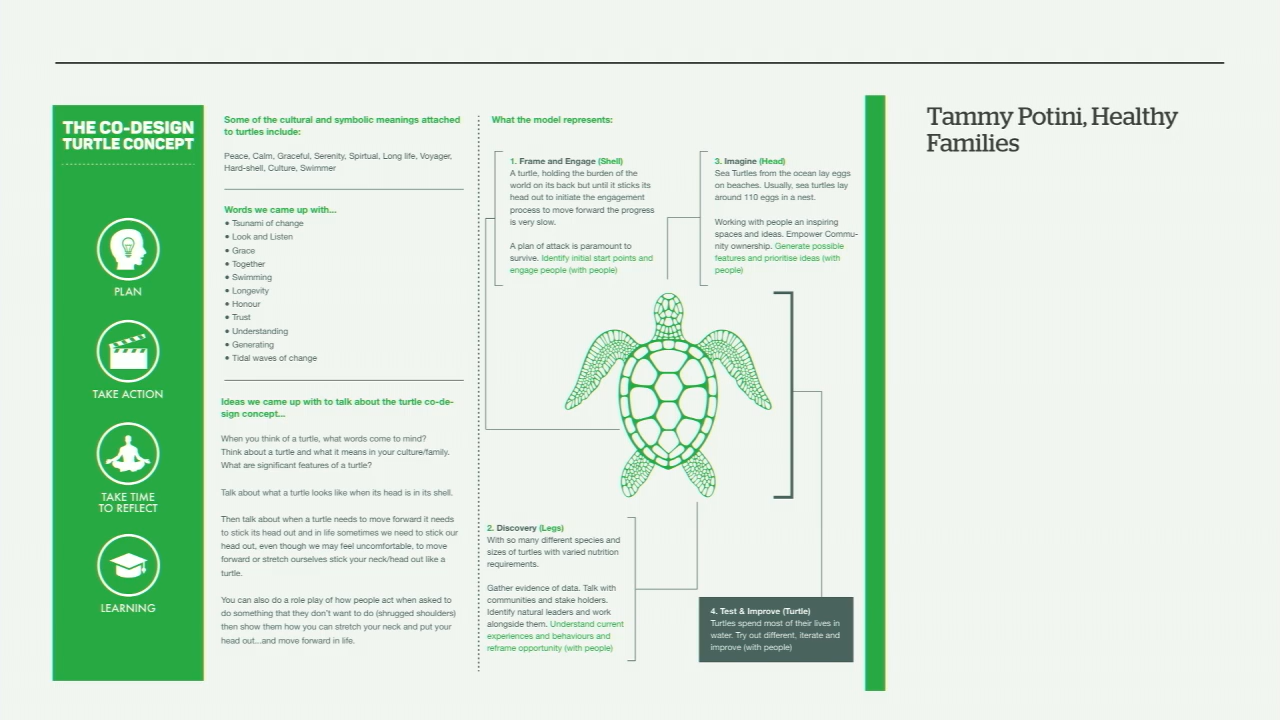 THE CO-DESIGN
TURTLE CONCEPT
PLAN
TAKE ACTION
TAKE TIME
TO REFLECT
LEARNING
Some of the cultural and symbolic meanings attached
to turtles include:
Peace, Calm, Graceful, Serenity, Spirtual, Long life, Voyager,
Hard-shell, Culture, Swimmer
Words we came up with...
• Tsunami of change
• Look and Listen
• Grace
• Together
• Swimming
• Longevity
• Honour
• Trust
• Understanding
• Generating
• Tidal waves of change
Ideas we came up with to talk about the turtle co-de-
sign concept...
When you think of a turtle, what words come to mind?
Think about a turtle and what it means in your culture/family.
What are significant features of a turtle?
Talk about what a turtle looks like when its head is in its shell.
Then talk about when a turtle needs to move forward it needs
to stick its head out and in life sometimes we need to stick our
head out, even though we may feel uncomfortable, to move
forward or stretch ourselves stick your neck/head out like a
turtle.
You can also do a role play of how people act when asked to
do something that they don't want to do (shrugged shoulders)
then show them how you can stretch your neck and put your
head out...and move forward in life.
What the model represents:
1. Frame and Engage (Shell)
A turtle, holding the burden of the
world on its back but until it sticks its
head out to initiate the engagement
process to move forward the progress
is very slow.
A plan of attack is paramount to
survive. Identify initial start points and
engage people (with people)
2. Discovery (Legs)
With so many different species and
sizes of turtles with varied nutrition
requirements.
Gather evidence of data. Talk with
communities and stake holders.
Identify natural leaders and work
alongside them. Understand current
experiences and behaviours and
reframe opportunity (with people)
3. Imagine (Head)
Sea Turtles from the ocean lay eggs
on beaches. Usually, sea turtles lay
around 110 eggs in a nest.
Working with people an inspiring
spaces and ideas. Empower Commu-
nity ownership. Generate possible
features and prioritise ideas (with
people)
4. Test & Improve (Turtle)
Turtles spend most of their lives in
water. Try out different, iterate and
improve (with people)
Tammy Potini, Healthy
Families